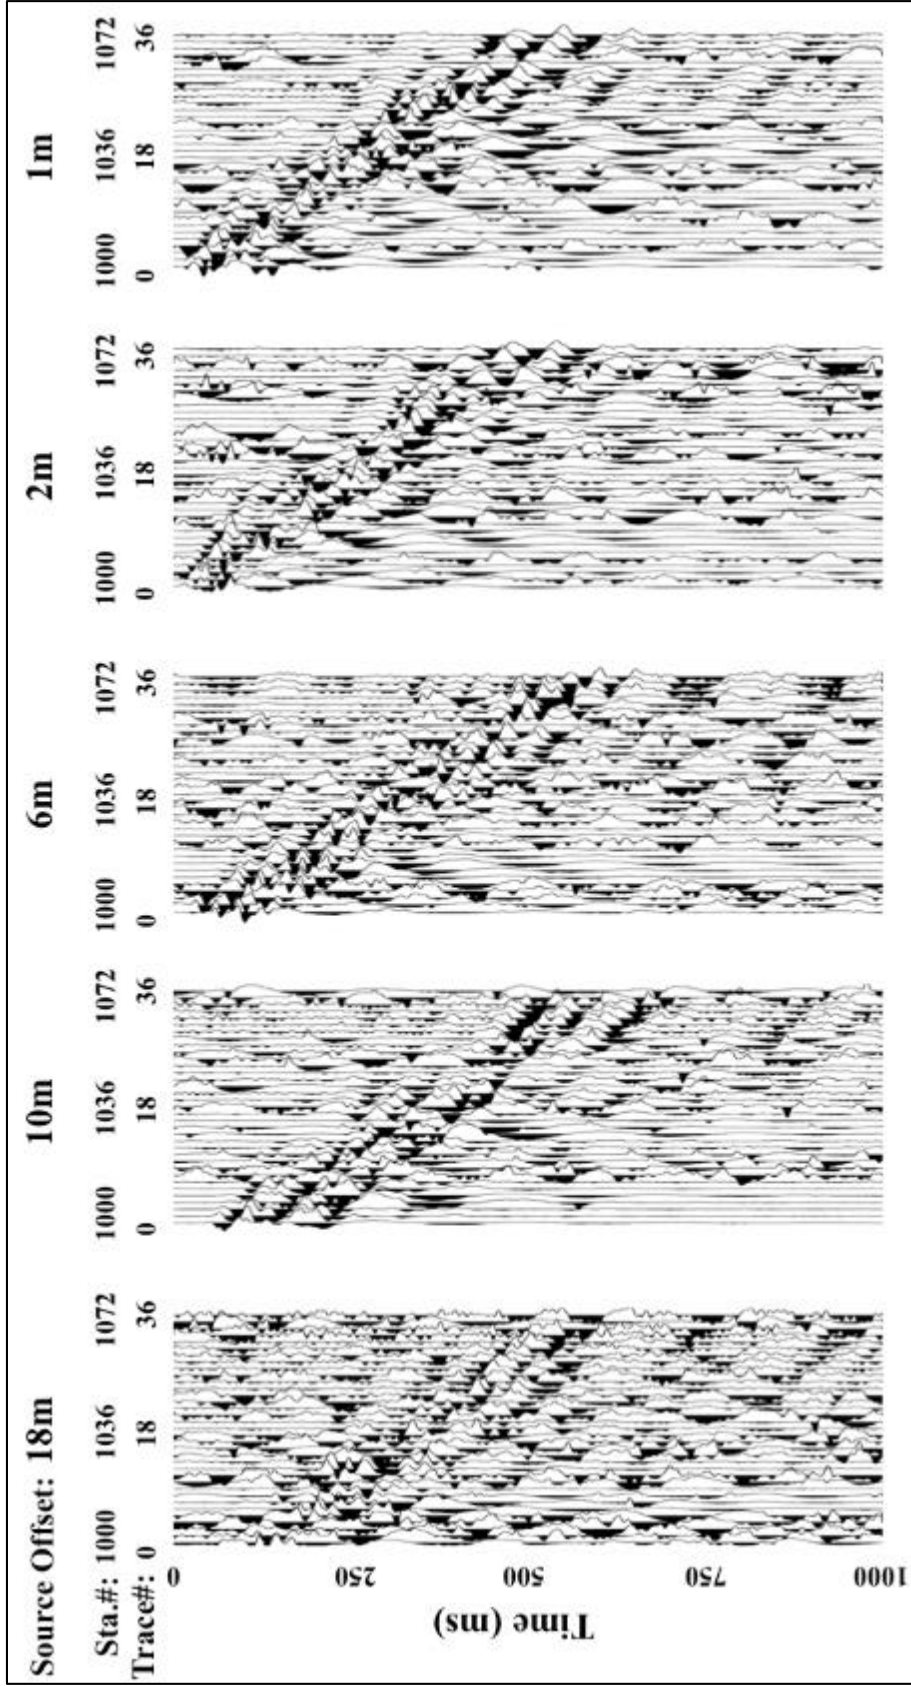 Source Offset: 18m 10m 6m 2m 1m
Sta.#: 1000 1036 1072 1000 1036 1072 1000 1036 1072 1000 1036 1072 1000 1036 1072
Trace#: 0 18 36 0 18 36 0 18 36 0 18 36 0 18 36
0
250
500
750
1000
Time (ms)